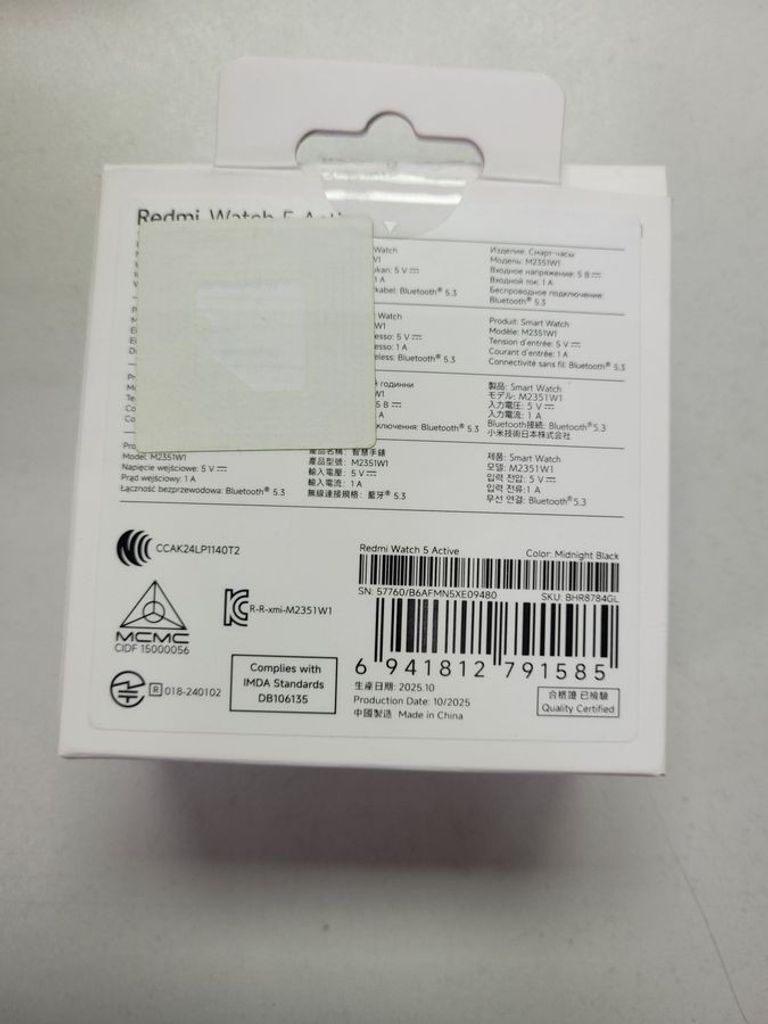 Redmi Watch 5 Active
Watch
5 V ⎓
1 A
Bluetooth® 5.3
Изделие: Смарт-часы
Модель: M2351W1
Входное напряжение: 5 В ⎓
Входной ток: 1 A
Беспроводное подключение:
Bluetooth® 5.3
Watch
5 V ⎓
1 A
Bluetooth® 5.3
Produit: Smart Watch
Modèle: M2351W1
Tension d'entrée: 5 V ⎓
Courant d'entrée: 1 A
Connectivité sans fil: Bluetooth® 5.3
годинник
5 В ⎓
Bluetooth® 5.3
製品: Smart Watch
モデル: M2351W1
入力電圧: 5 V ⎓
入力電流: 1 A
Bluetooth接続: Bluetooth® 5.3
小米技術日本株式会社
Model: M2351W1
Napięcie wejściowe: 5 V ⎓
Prąd wejściowy: 1 A
Łączność bezprzewodowa: Bluetooth® 5.3
產品名稱: 智慧手錶
產品型號: M2351W1
輸入電壓: 5 V ⎓
輸入電流: 1 A
無線連接規格: 藍牙® 5.3
제품: Smart Watch
모델: M2351W1
입력 전압: 5 V ⎓
입력 전류: 1 A
무선 연결: Bluetooth® 5.3
CCAK24LP1140T2
MCMC
CIDF 15000056
R-R-xmi-M2351W1
R 018-240102
Complies with
IMDA Standards
DB106135
Redmi Watch 5 Active Color: Midnight Black
SN: 57760/B6AFMN5XE09480 SKU: BHR8784GL
6 941812 791585
生產日期: 2025.10
Production Date: 10/2025
中國製造 Made in China
合格證 已檢驗
Quality Certified